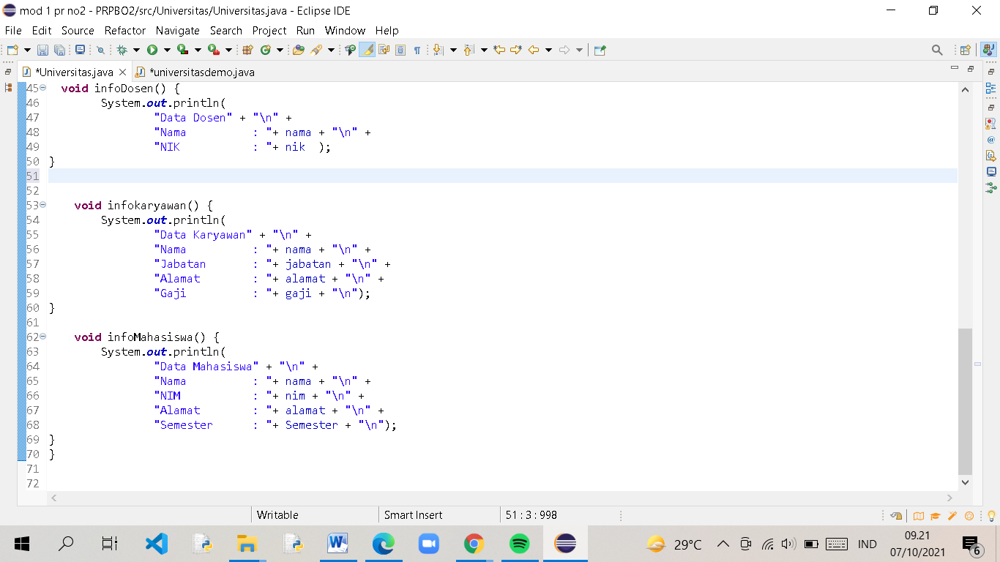 mod 1 pr no2 - PRPBO2/src/Universitas/Universitas.java - Eclipse IDE
File Edit Source Refactor Navigate Search Project Run Window Help
*Universitas.java *universitasdemo.java
45 void infoDosen() {
46 System.out.println(
47 "Data Dosen" + "\n" +
48 "Nama : "+ nama + "\n" +
49 "NIK : "+ nik );
50 }
51
52
53 void infokaryawan() {
54 System.out.println(
55 "Data Karyawan" + "\n" +
56 "Nama : "+ nama + "\n" +
57 "Jabatan : "+ jabatan + "\n" +
58 "Alamat : "+ alamat + "\n" +
59 "Gaji : "+ gaji + "\n");
60 }
61
62 void infoMahasiswa() {
63 System.out.println(
64 "Data Mahasiswa" + "\n" +
65 "Nama : "+ nama + "\n" +
66 "NIM : "+ nim + "\n" +
67 "Alamat : "+ alamat + "\n" +
68 "Semester : "+ Semester + "\n");
69 }
70 }
71
72
Writable Smart Insert 51 : 3 : 998
29°C IND 09.21
07/10/2021 6